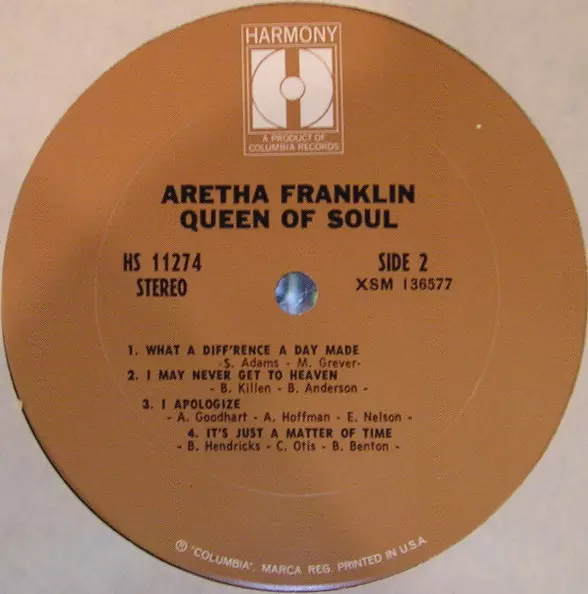 HARMONY
A PRODUCT OF
COLUMBIA RECORDS
ARETHA FRANKLIN
QUEEN OF SOUL
HS 11274 SIDE 2
STEREO XSM 136577
1. WHAT A DIFF'RENCE A DAY MADE
-S. Adams - M. Grever-
2. I MAY NEVER GET TO HEAVEN
- B. Killen - B. Anderson -
3. I APOLOGIZE
- A. Goodhart - A. Hoffman - E. Nelson -
4. IT'S JUST A MATTER OF TIME
- B. Hendricks - C. Otis - B. Benton -
Ⓟ "COLUMBIA", MARCA REG. PRINTED IN U.S.A.